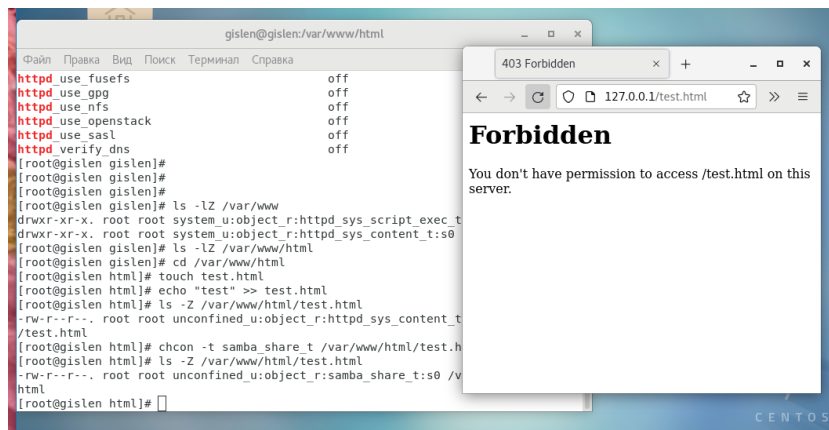 gislen@gislen:/var/www/html
Файл Правка Вид Поиск Терминал Справка
httpd_use_fusefs off
httpd_use_gpg off
httpd_use_nfs off
httpd_use_openstack off
httpd_use_sasl off
httpd_verify_dns off
[root@gislen gislen]#
[root@gislen gislen]#
[root@gislen gislen]#
[root@gislen gislen]# ls -lZ /var/www
drwxr-xr-x. root root system_u:object_r:httpd_sys_script_exec_t
drwxr-xr-x. root root system_u:object_r:httpd_sys_content_t:s0
[root@gislen gislen]# ls -lZ /var/www/html
[root@gislen gislen]# cd /var/www/html
[root@gislen html]# touch test.html
[root@gislen html]# echo "test" >> test.html
[root@gislen html]# ls -Z /var/www/html/test.html
-rw-r--r--. root root unconfined_u:object_r:httpd_sys_content_t
/test.html
[root@gislen html]# chcon -t samba_share_t /var/www/html/test.h
[root@gislen html]# ls -Z /var/www/html/test.html
-rw-r--r--. root root unconfined_u:object_r:samba_share_t:s0 /v
html
[root@gislen html]#
403 Forbidden
127.0.0.1/test.html
Forbidden
You don't have permission to access /test.html on this
server.
CENTOS